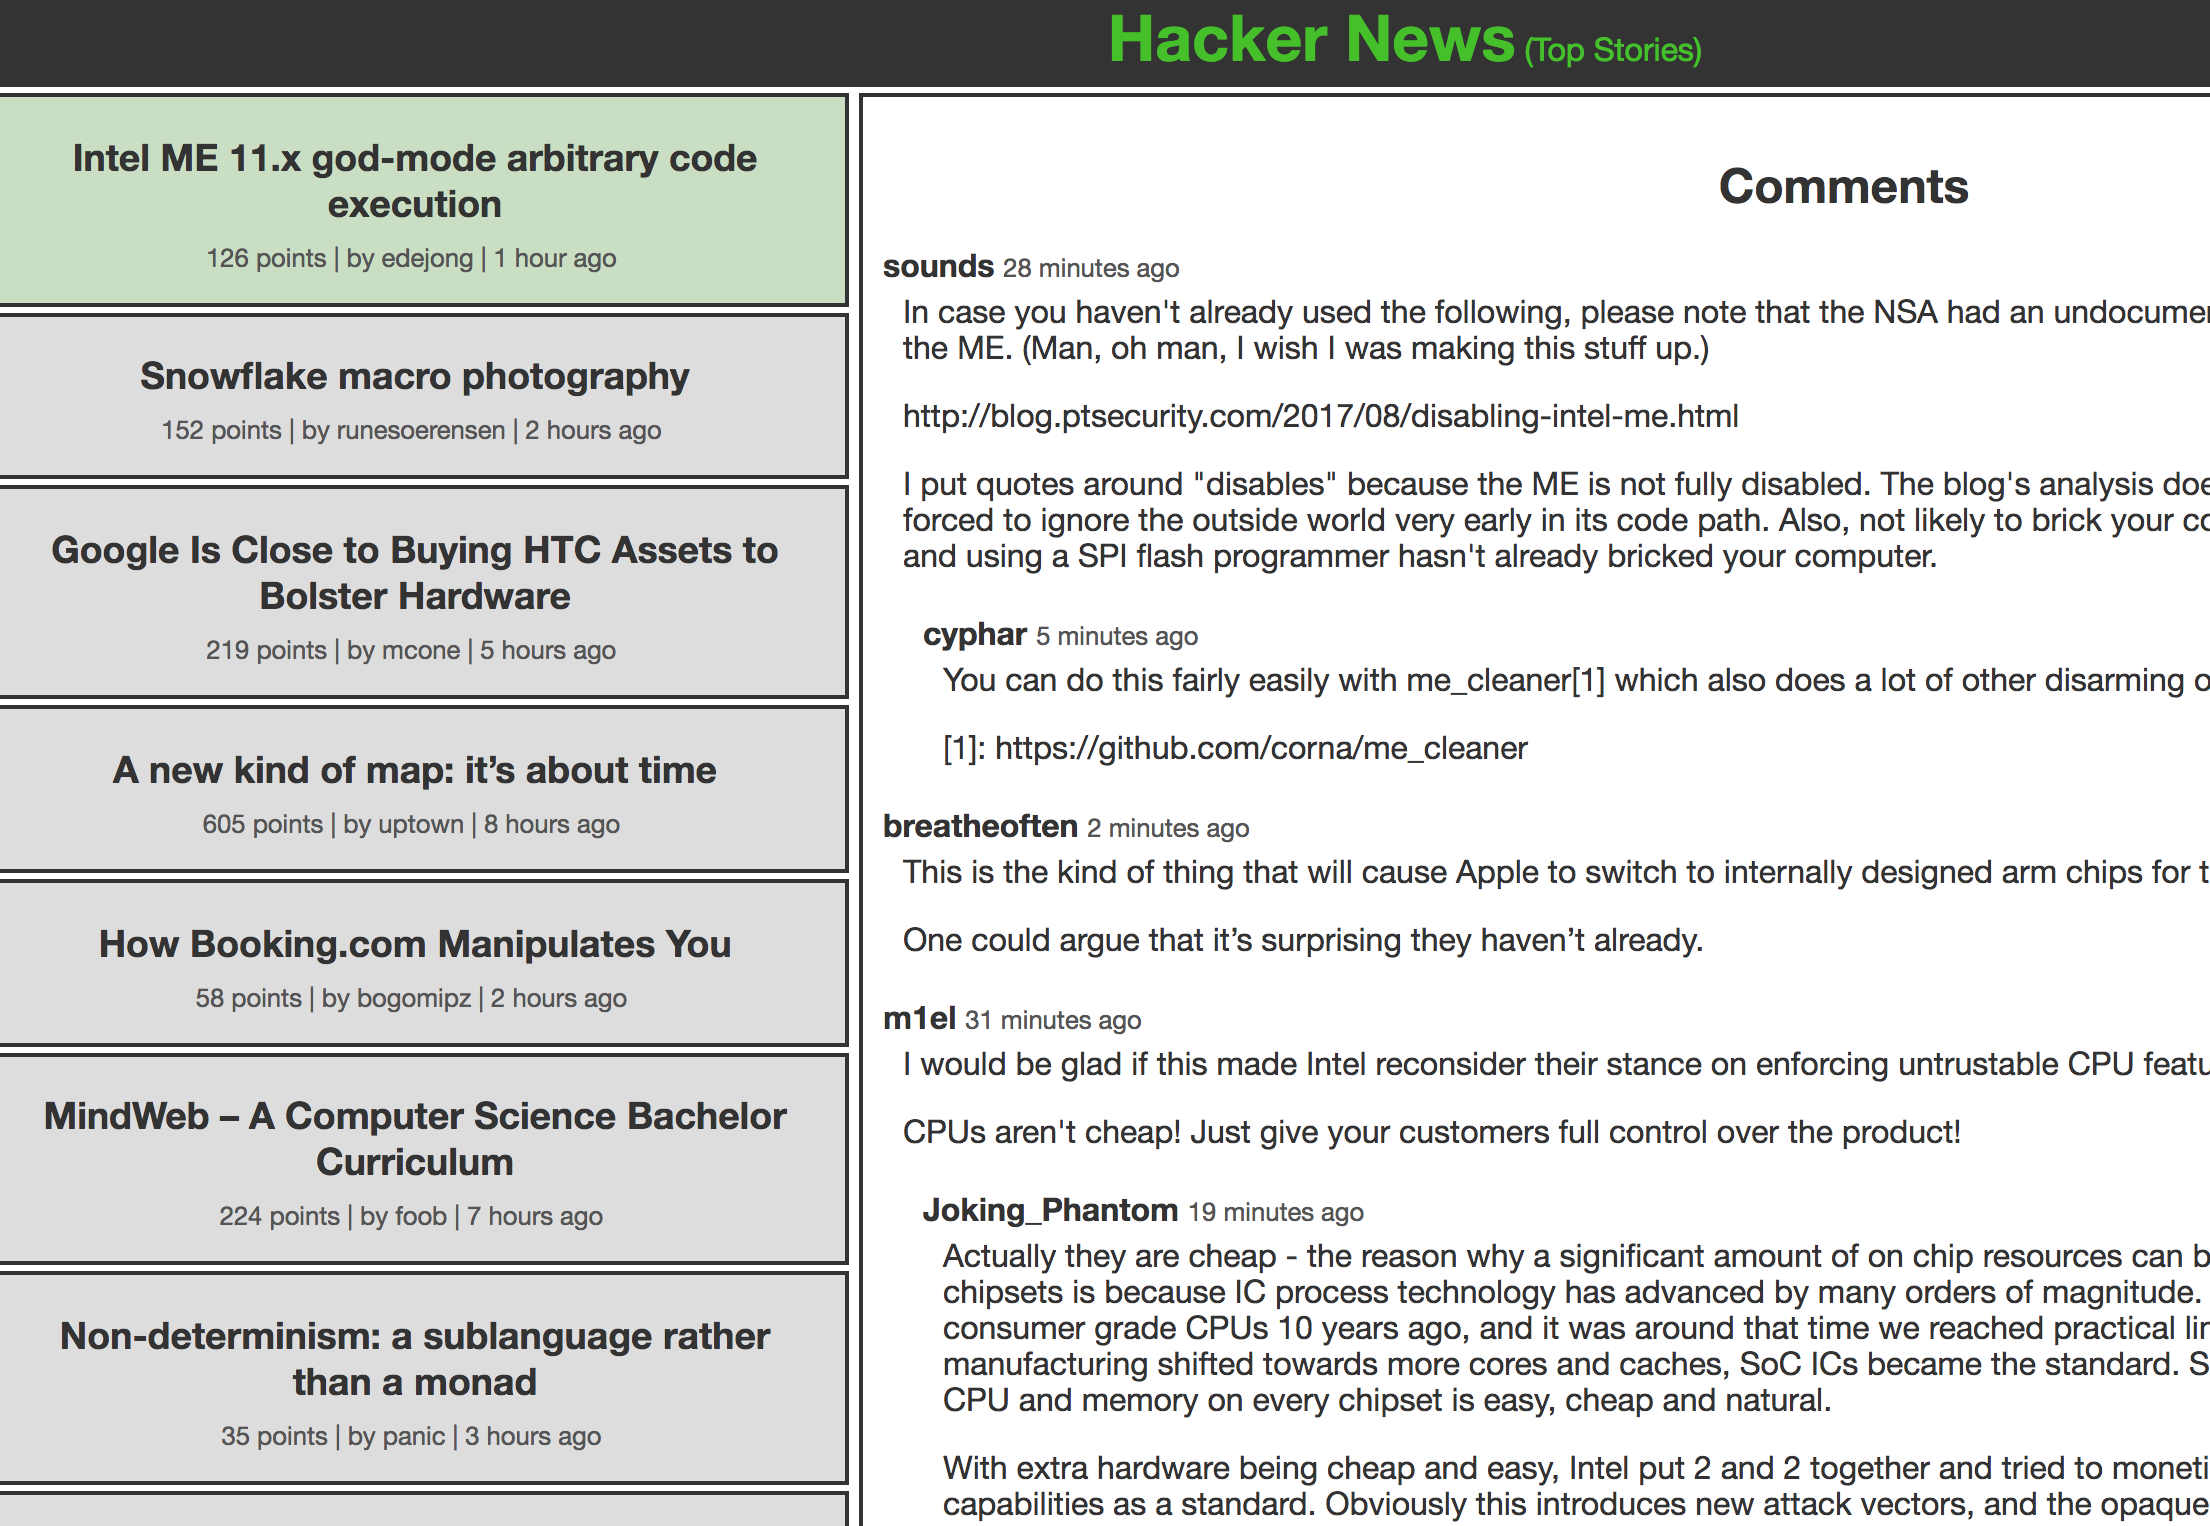 Hacker News (Top Stories)
Intel ME 11.x god-mode arbitrary code
execution
126 points | by edejong | 1 hour ago
Snowflake macro photography
152 points | by runesoerensen | 2 hours ago
Google Is Close to Buying HTC Assets to
Bolster Hardware
219 points | by mcone | 5 hours ago
A new kind of map: it’s about time
605 points | by uptown | 8 hours ago
How Booking.com Manipulates You
58 points | by bogomipz | 2 hours ago
MindWeb – A Computer Science Bachelor
Curriculum
224 points | by foob | 7 hours ago
Non-determinism: a sublanguage rather
than a monad
35 points | by panic | 3 hours ago
Comments
sounds 28 minutes ago
In case you haven't already used the following, please note that the NSA had an
the ME. (Man, oh man, I wish I was making this stuff up.)
http://blog.ptsecurity.com/2017/08/disabling-intel-me.html
I put quotes around "disables" because the ME is not fully disabled. The blog's analysis
forced to ignore the outside world very early in its code path. Also, not likely to brick your
and using a SPI flash programmer hasn't already bricked your computer.
cyphar 5 minutes ago
You can do this fairly easily with me_cleaner[1] which also does a lot of other disarming
[1]: https://github.com/corna/me_cleaner
breatheoften 2 minutes ago
This is the kind of thing that will cause Apple to switch to internally designed arm chips for
One could argue that it’s surprising they haven’t already.
m1el 31 minutes ago
I would be glad if this made Intel reconsider their stance on enforcing untrustable CPU
CPUs aren't cheap! Just give your customers full control over the product!
Joking_Phantom 19 minutes ago
Actually they are cheap - the reason why a significant amount of on chip resources can
chipsets is because IC process technology has advanced by many orders of magnitude.
consumer grade CPUs 10 years ago, and it was around that time we reached practical
manufacturing shifted towards more cores and caches, SoC ICs became the standard.
CPU and memory on every chipset is easy, cheap and natural.
With extra hardware being cheap and easy, Intel put 2 and 2 together and tried to
capabilities as a standard. Obviously this introduces new attack vectors, and the opaque